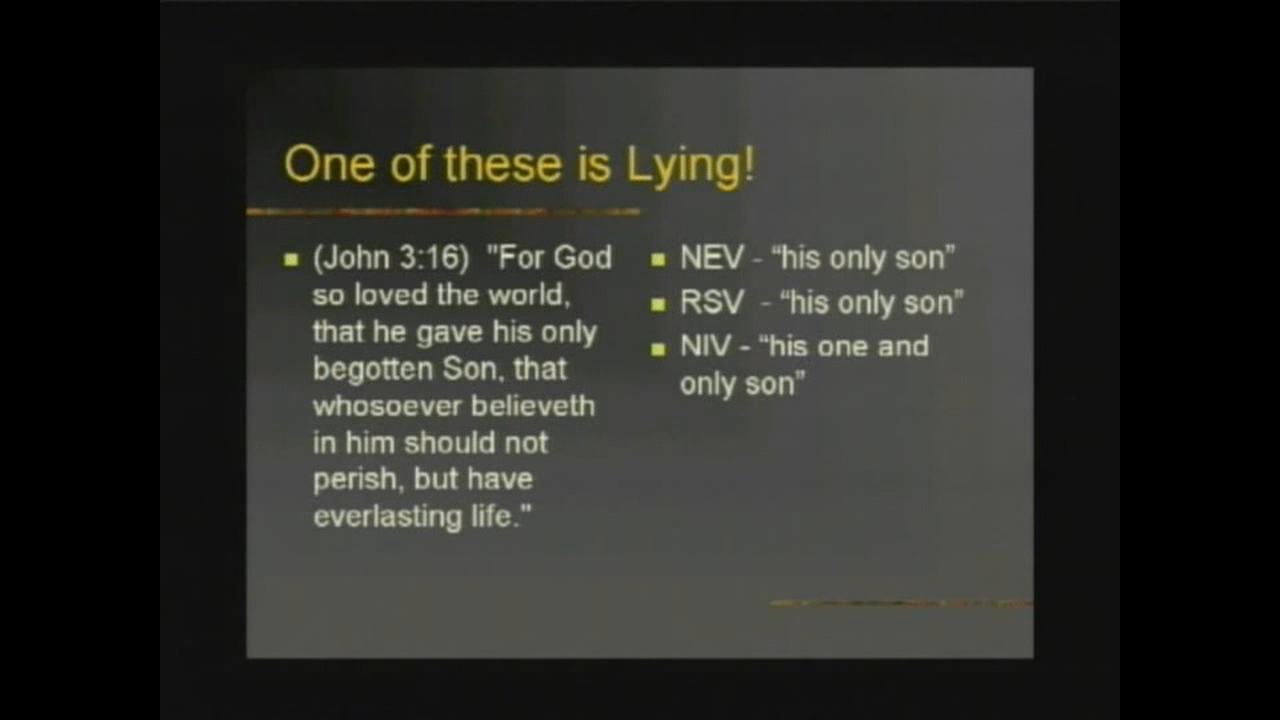 One of these is Lying!
(John 3:16) "For God
so loved the world,
that he gave his only
begotten Son, that
whosoever believeth
in him should not
perish, but have
everlasting life."
NEV - “his only son”
RSV - “his only son”
NIV - “his one and
only son”